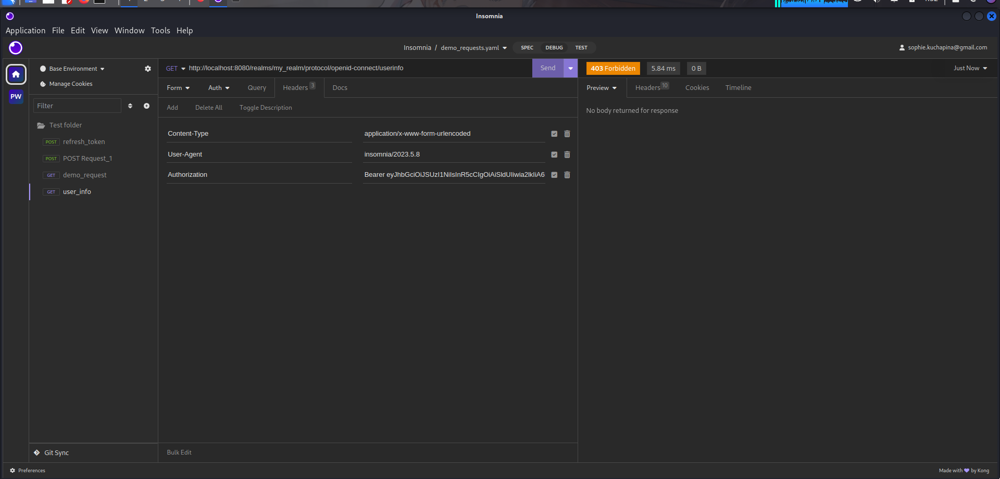 Insomnia
Application File Edit View Window Tools Help
Insomnia / demo_requests.yaml SPEC DEBUG TEST sophie.kuchapina@gmail.com
PW
Base Environment
Manage Cookies
Filter
Test folder
POST refresh_token
POST POST Request_1
GET demo_request
GET user_info
Git Sync
GET http://localhost:8080/realms/my_realm/protocol/openid-connect/userinfo Send
Form Auth Query Headers 3 Docs
Add Delete All Toggle Description
Content-Type application/x-www-form-urlencoded
User-Agent insomnia/2023.5.8
Authorization Bearer eyJhbGciOiJSUzI1NiIsInR5cCIgOiAiSldUIiwia2lkIiA6
Bulk Edit
403 Forbidden 5.84 ms 0 B Just Now
Preview Headers 10 Cookies Timeline
No body returned for response
Preferences
Made with by Kong